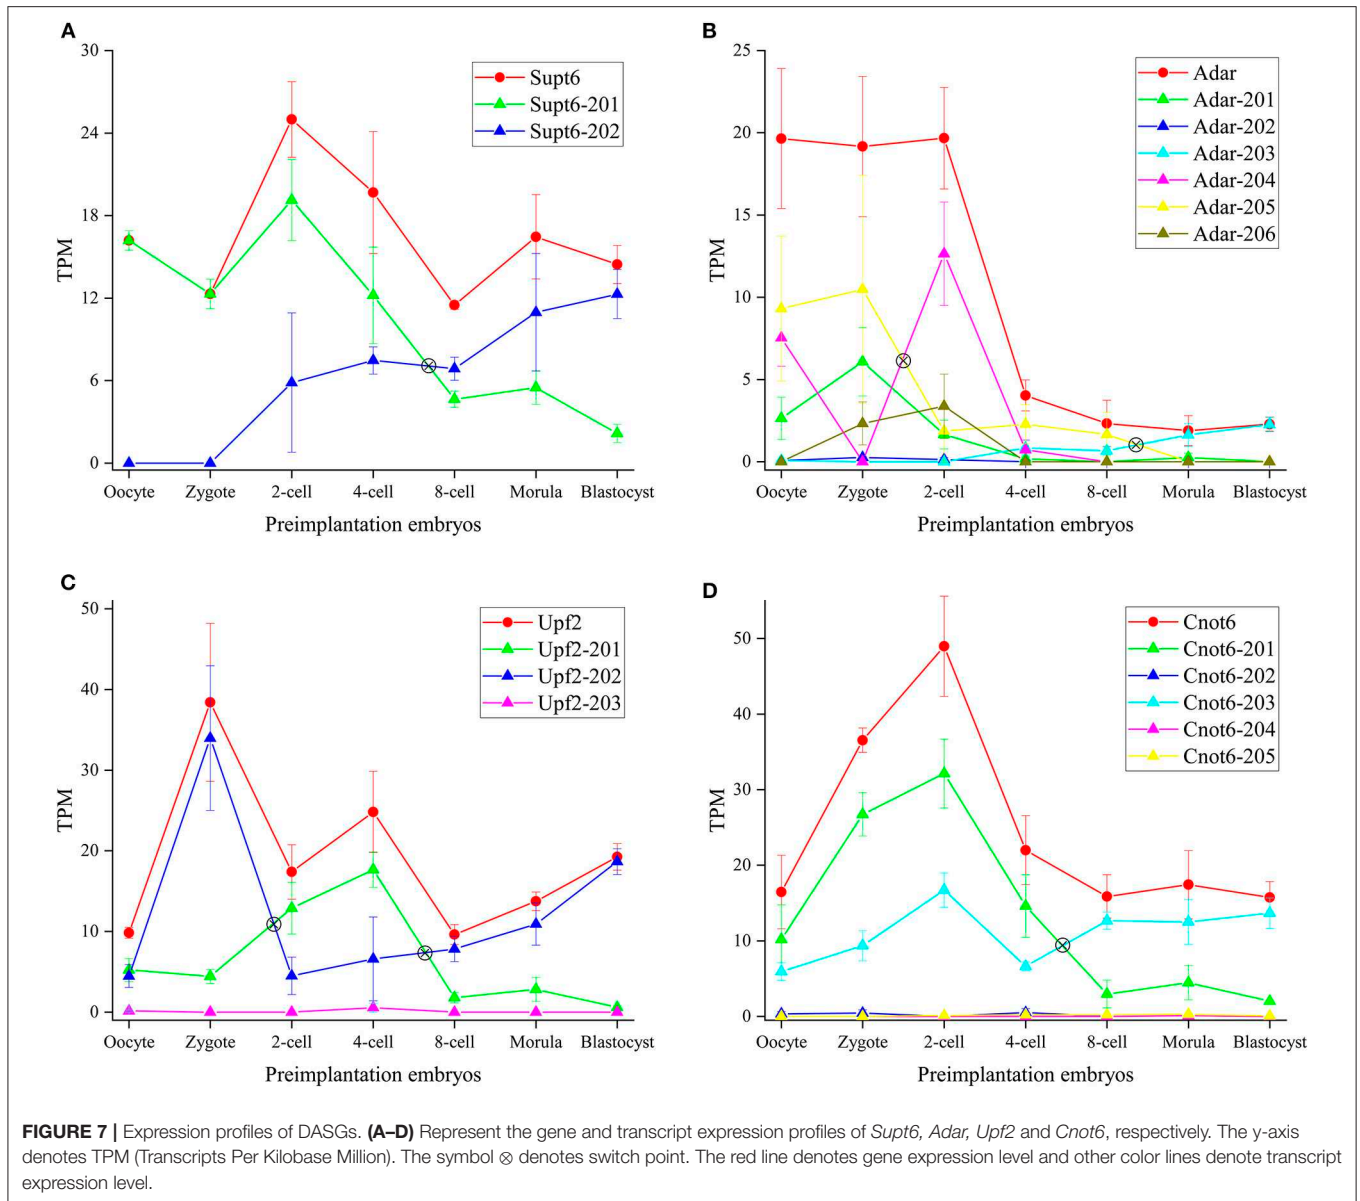 A
30
24
18
12
6
0
TPM
Supt6
Supt6-201
Supt6-202
Oocyte Zygote 2-cell 4-cell 8-cell Morula Blastocyst
Preimplantation embryos
B
25
20
15
10
5
0
TPM
Adar
Adar-201
Adar-202
Adar-203
Adar-204
Adar-205
Adar-206
Oocyte Zygote 2-cell 4-cell 8-cell Morula Blastocyst
Preimplantation embryos
C
50
40
30
20
10
0
TPM
Upf2
Upf2-201
Upf2-202
Upf2-203
Oocyte Zygote 2-cell 4-cell 8-cell Morula Blastocyst
Preimplantation embryos
D
50
40
30
20
10
0
TPM
Cnot6
Cnot6-201
Cnot6-202
Cnot6-203
Cnot6-204
Cnot6-205
Oocyte Zygote 2-cell 4-cell 8-cell Morula Blastocyst
Preimplantation embryos
FIGURE 7 | Expression profiles of DASGs. (A–D) Represent the gene and transcript expression profiles of Supt6, Adar, Upf2 and Cnot6, respectively. The y-axis
denotes TPM (Transcripts Per Kilobase Million). The symbol ⊗ denotes switch point. The red line denotes gene expression level and other color lines denote transcript
expression level.